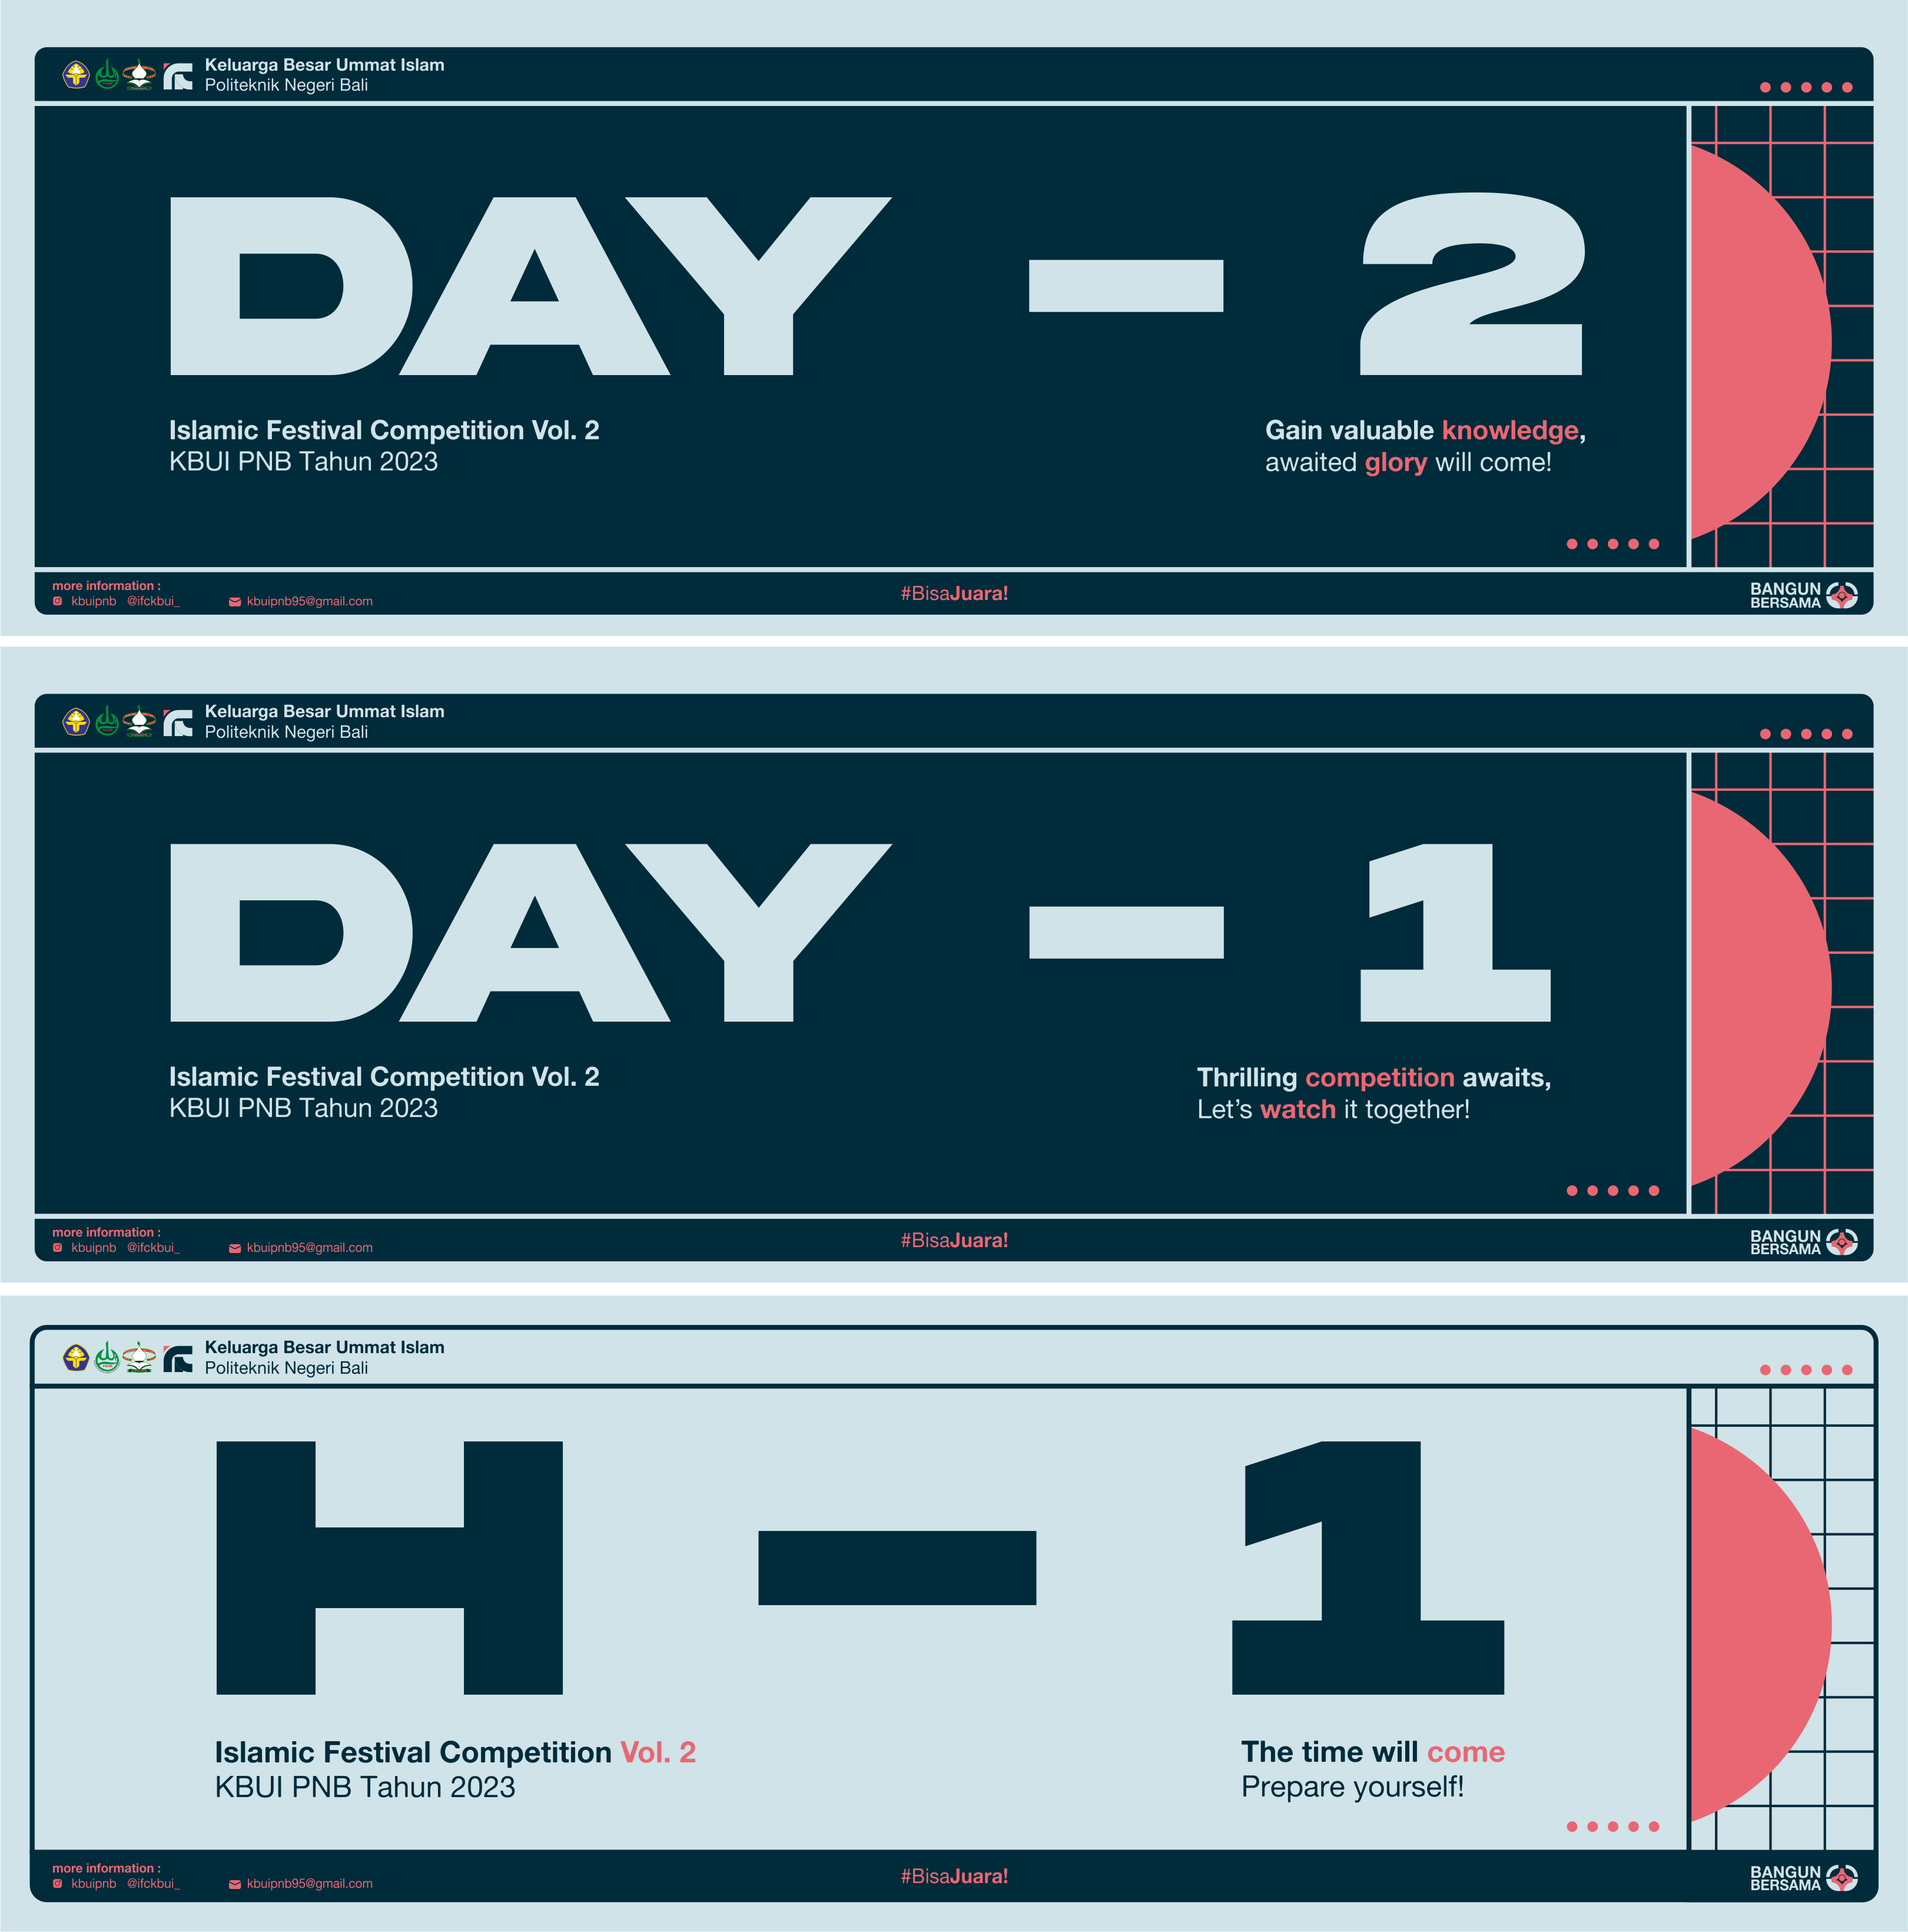 Keluarga Besar Ummat Islam
Politeknik Negeri Bali
DAY - 2
Islamic Festival Competition Vol. 2
KBUI PNB Tahun 2023
Gain valuable knowledge,
awaited glory will come!
more information :
kbuipnb @ifckbui_ kbuipnb95@gmail.com
#BisaJuara!
BANGUN
BERSAMA
Keluarga Besar Ummat Islam
Politeknik Negeri Bali
DAY - 1
Islamic Festival Competition Vol. 2
KBUI PNB Tahun 2023
Thrilling competition awaits,
Let's watch it together!
more information :
kbuipnb @ifckbui_ kbuipnb95@gmail.com
#BisaJuara!
BANGUN
BERSAMA
Keluarga Besar Ummat Islam
Politeknik Negeri Bali
H - 1
Islamic Festival Competition Vol. 2
KBUI PNB Tahun 2023
The time will come
Prepare yourself!
more information :
kbuipnb @ifckbui_ kbuipnb95@gmail.com
#BisaJuara!
BANGUN
BERSAMA